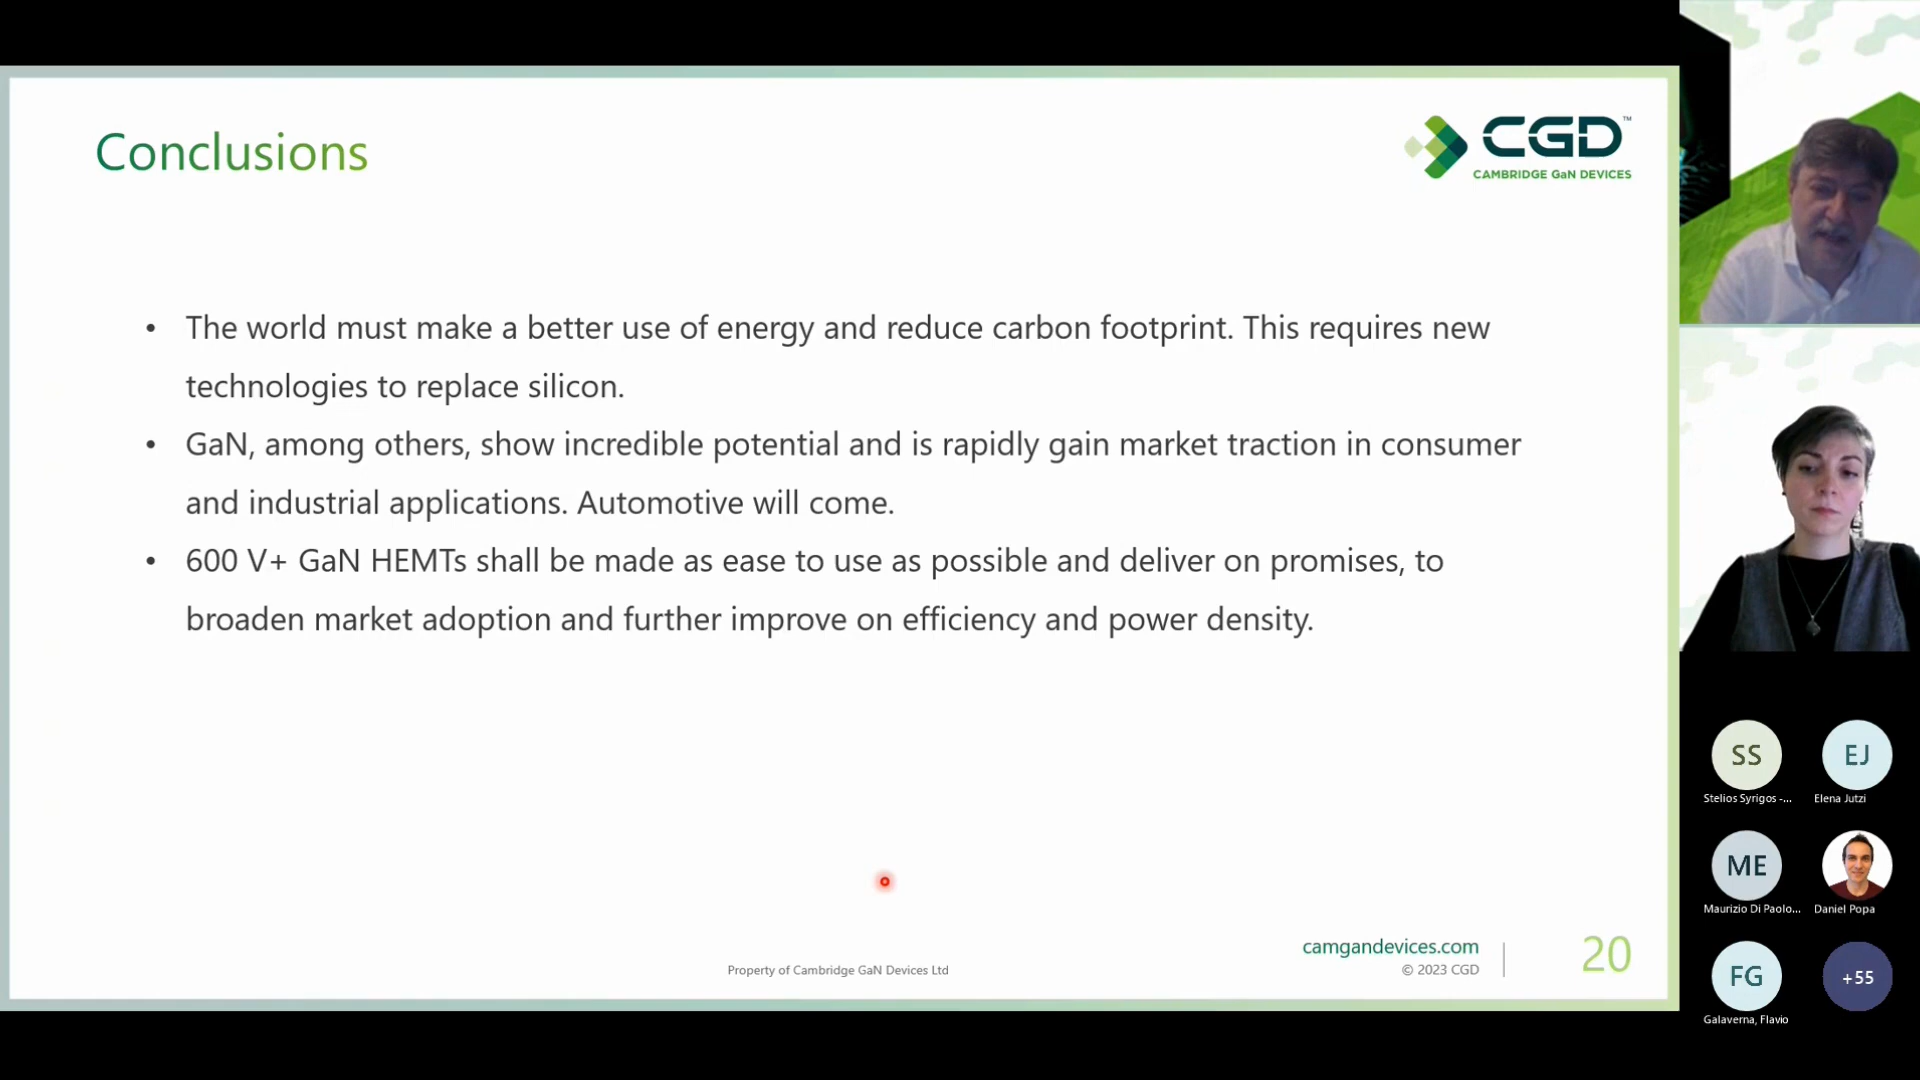 Conclusions
CGD™
CAMBRIDGE GaN DEVICES
• The world must make a better use of energy and reduce carbon footprint. This requires new
technologies to replace silicon.
• GaN, among others, show incredible potential and is rapidly gain market traction in consumer
and industrial applications. Automotive will come.
• 600 V+ GaN HEMTs shall be made as ease to use as possible and deliver on promises, to
broaden market adoption and further improve on efficiency and power density.
Property of Cambridge GaN Devices Ltd
camgandevices.com
© 2023 CGD
20
SS
Stelios Syrigos -...
EJ
Elena Jutzi
ME
Maurizio Di Paolo...
Daniel Popa
FG
Galaverna, Flavio
+55